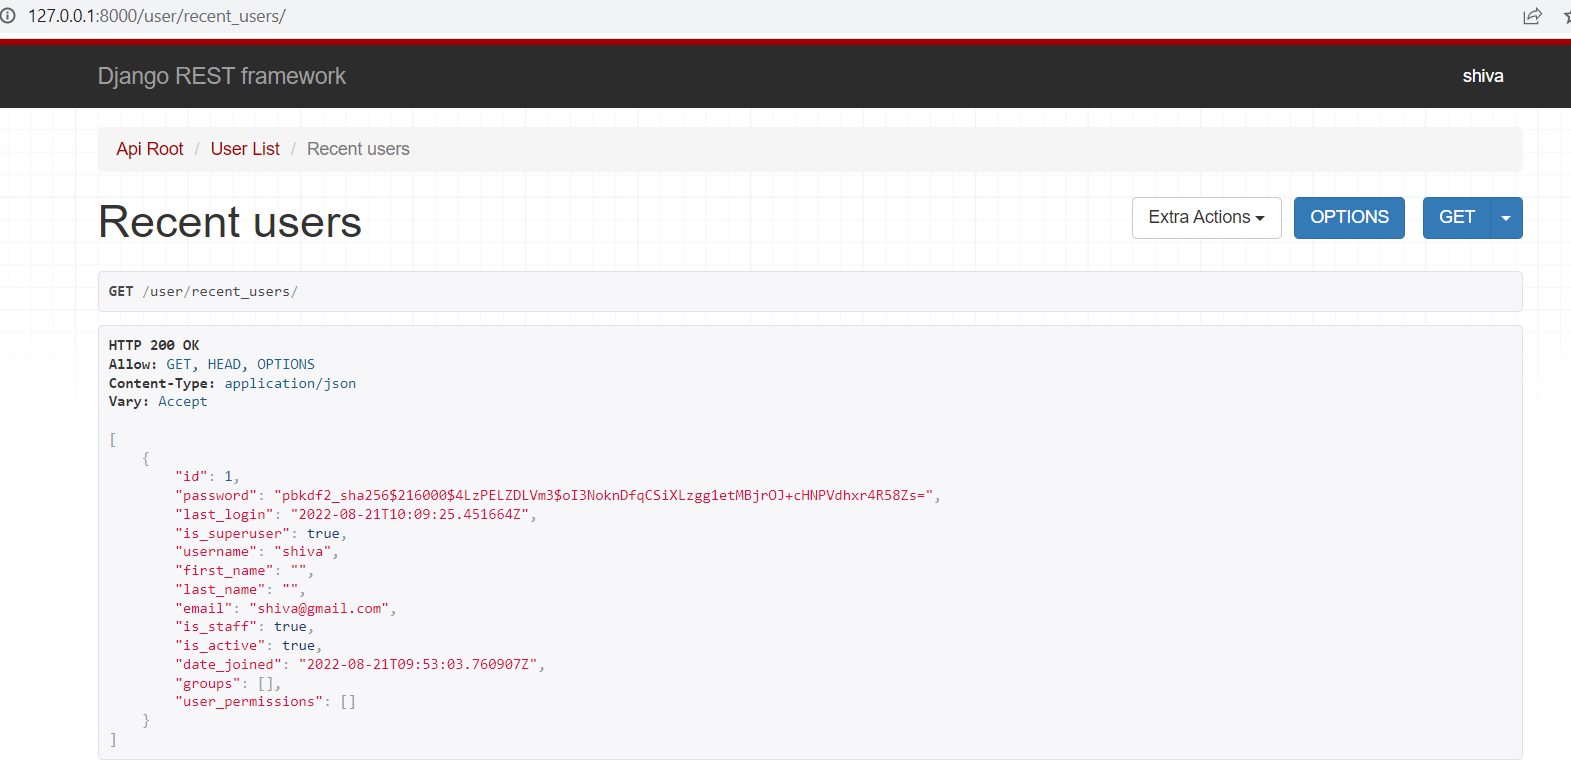 127.0.0.1:8000/user/recent_users/
Django REST framework
shiva
Api Root / User List / Recent users
Recent users
Extra Actions
OPTIONS
GET
GET /user/recent_users/
HTTP 200 OK
Allow: GET, HEAD, OPTIONS
Content-Type: application/json
Vary: Accept
[
{
"id": 1,
"password": "pbkdf2_sha256$216000$4LzPELZDLVm3$oI3NoknDfqCSiXLzgg1etMBjrOJ+cHNPVdhxr4R58Zs=",
"last_login": "2022-08-21T10:09:25.451664Z",
"is_superuser": true,
"username": "shiva",
"first_name": "",
"last_name": "",
"email": "shiva@gmail.com",
"is_staff": true,
"is_active": true,
"date_joined": "2022-08-21T09:53:03.760907Z",
"groups": [],
"user_permissions": []
}
]